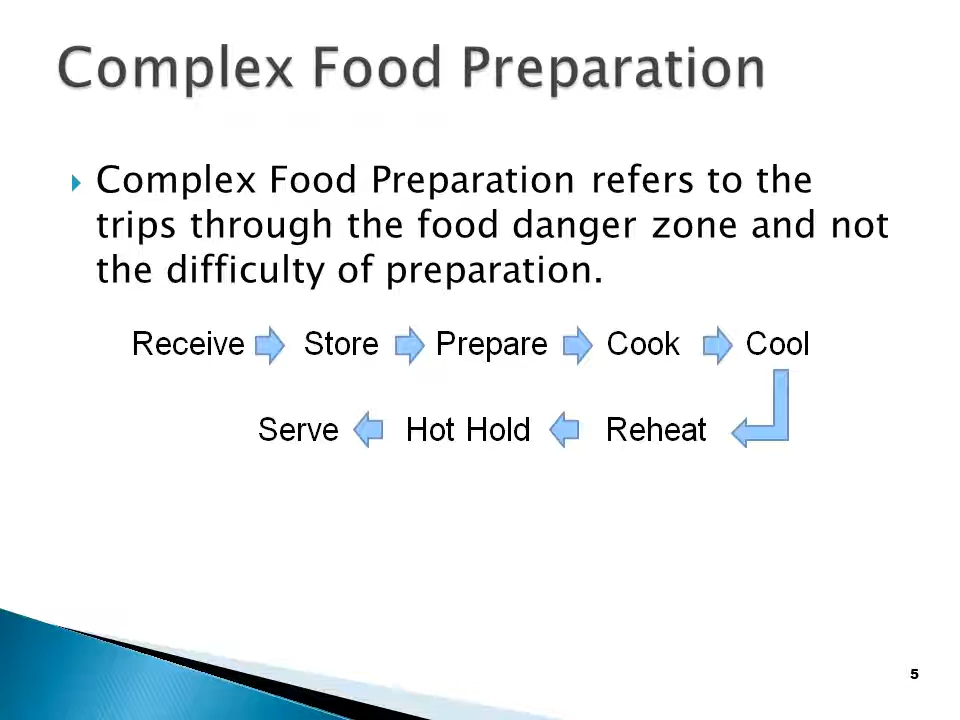 Complex Food Preparation
Complex Food Preparation refers to the
trips through the food danger zone and not
the difficulty of preparation.
Receive Store Prepare Cook Cool
Serve Hot Hold Reheat
5